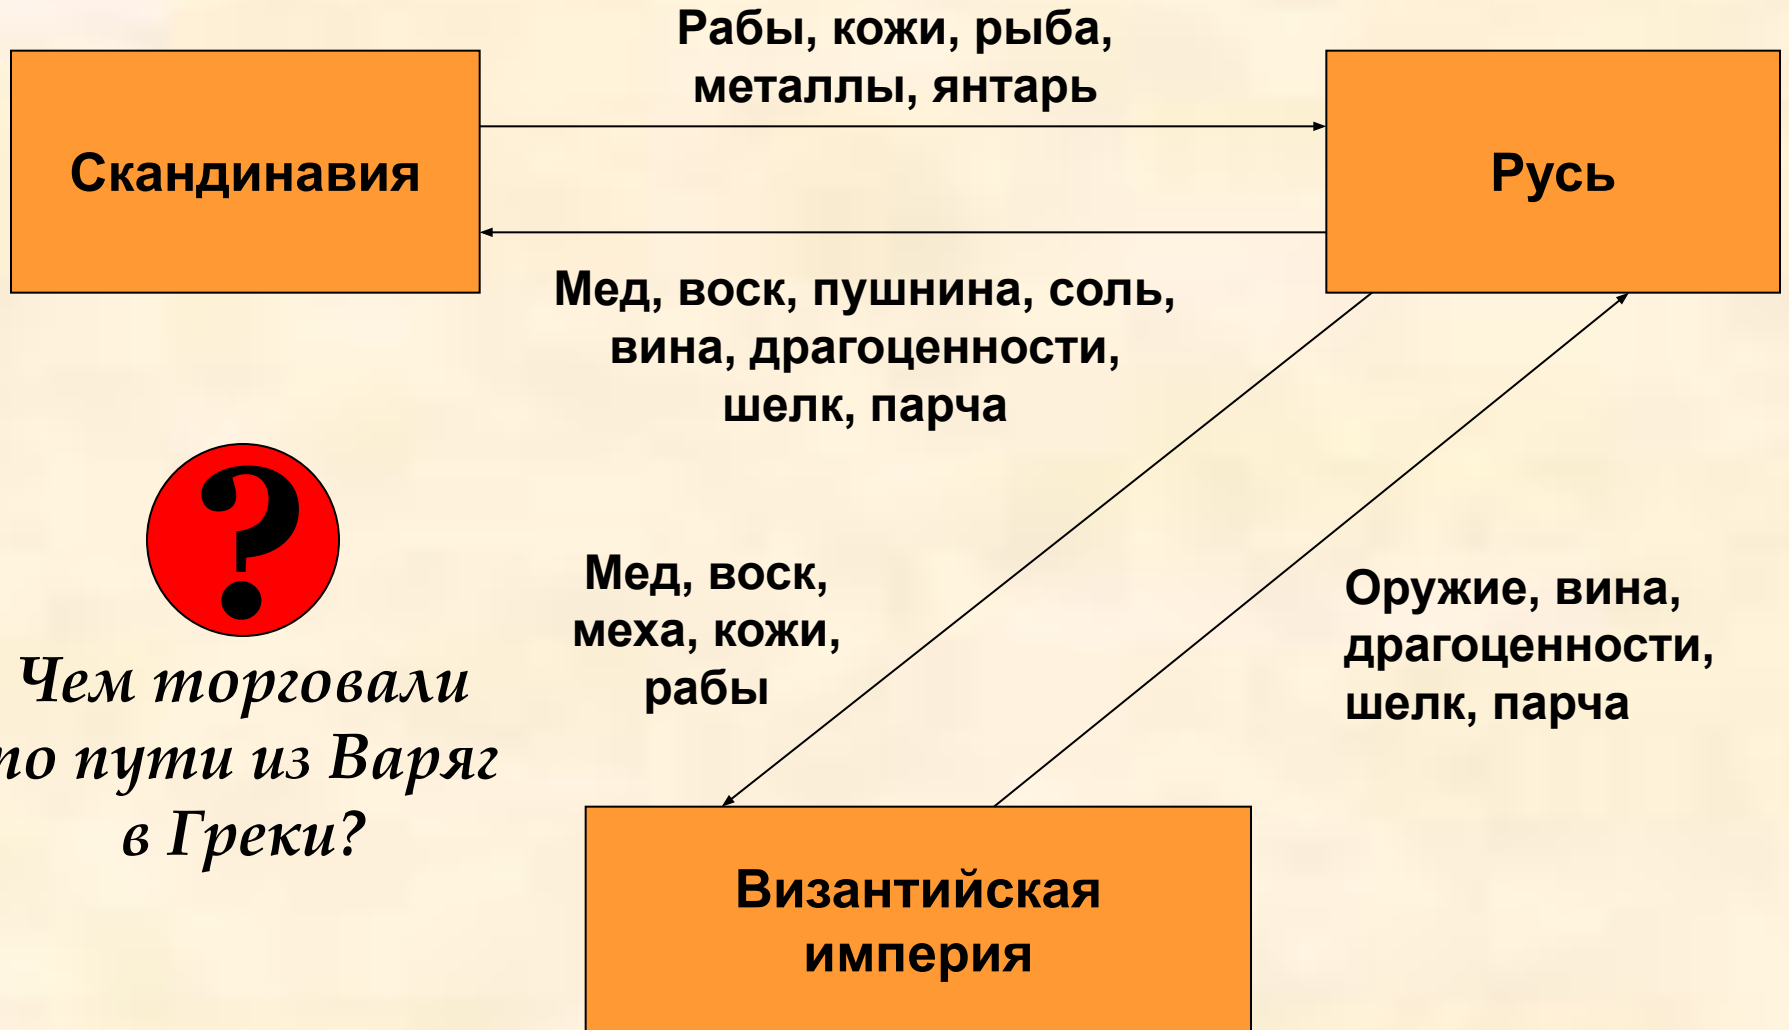 Рабы, кожи, рыба,
металлы, янтарь
Скандинавия
Русь
Мед, воск, пушнина, соль,
вина, драгоценности,
шелк, парча
?
Чем торговали
по пути из Варяг
в Греки?
Мед, воск,
меха, кожи,
рабы
Оружие, вина,
драгоценности,
шелк, парча
Византийская
империя